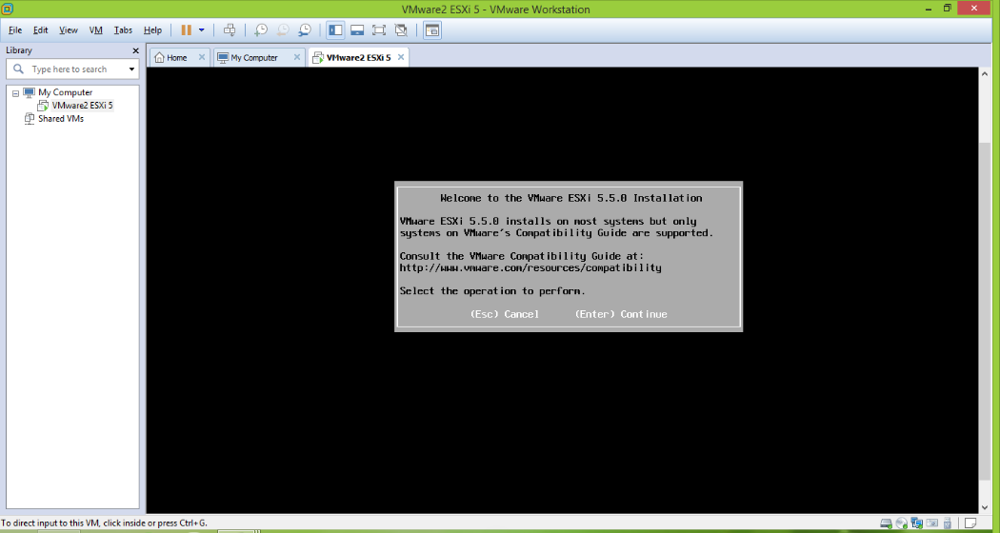 VMware2 ESXi 5 - VMware Workstation
File Edit View VM Tabs Help
Library
Type here to search
Home
My Computer
VMware2 ESXi 5
My Computer
VMware2 ESXi 5
Shared VMs
Welcome to the VMware ESXi 5.5.0 Installation
VMware ESXi 5.5.0 installs on most systems but only
systems on VMware's Compatibility Guide are supported.
Consult the VMware Compatibility Guide at:
http://www.vmware.com/resources/compatibility
Select the operation to perform.
(Esc) Cancel (Enter) Continue
To direct input to this VM, click inside or press Ctrl+G.